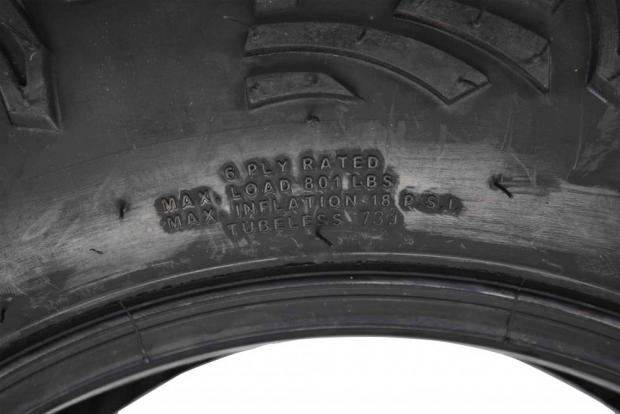 6 PLY RATED
MAX. LOAD 801 LBS
MAX. INFLATION 18 P.S.I.
TUBELESS 73J